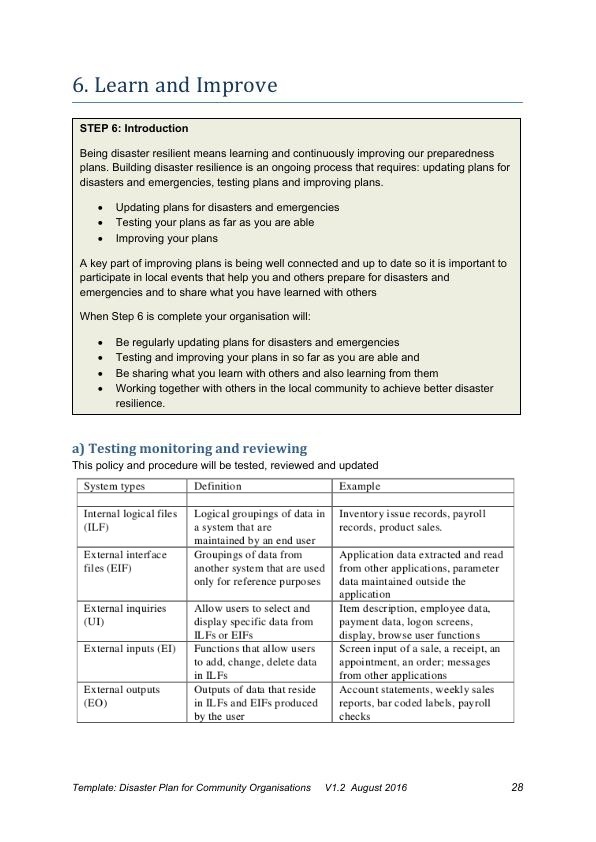 6. Learn and Improve
STEP 6: Introduction
Being disaster resilient means learning and continuously improving our preparedness
plans. Building disaster resilience is an ongoing process that requires: updating plans for
disasters and emergencies, testing plans and improving plans.
• Updating plans for disasters and emergencies
• Testing your plans as far as you are able
• Improving your plans
A key part of improving plans is being well connected and up to date so it is important to
participate in local events that help you and others prepare for disasters and
emergencies and to share what you have learned with others
When Step 6 is complete your organisation will:
• Be regularly updating plans for disasters and emergencies
• Testing and improving your plans in so far as you are able and
• Be sharing what you learn with others and also learning from them
• Working together with others in the local community to achieve better disaster
resilience.
a) Testing monitoring and reviewing
This policy and procedure will be tested, reviewed and updated
System types Definition Example
Internal logical files Logical groupings of data in Inventory issue records, payroll
(ILF) a system that are records, product sales.
maintained by an end user
External interface Groupings of data from Application data extracted and read
files (EIF) another system that are used from other applications, parameter
only for reference purposes data maintained outside the
application
External inquiries Allow users to select and Item description, employee data,
(UI) display specific data from payment data, logon screens,
ILFs or EIFs display, browse user functions
External inputs (EI) Functions that allow users Screen input of a sale, a receipt, an
to add, change, delete data appointment, an order; messages
in ILFs from other applications
External outputs Outputs of data that reside Account statements, weekly sales
(EO) in ILFs and EIFs produced reports, bar coded labels, payroll
by the user checks
Template: Disaster Plan for Community Organisations V1.2 August 2016 28